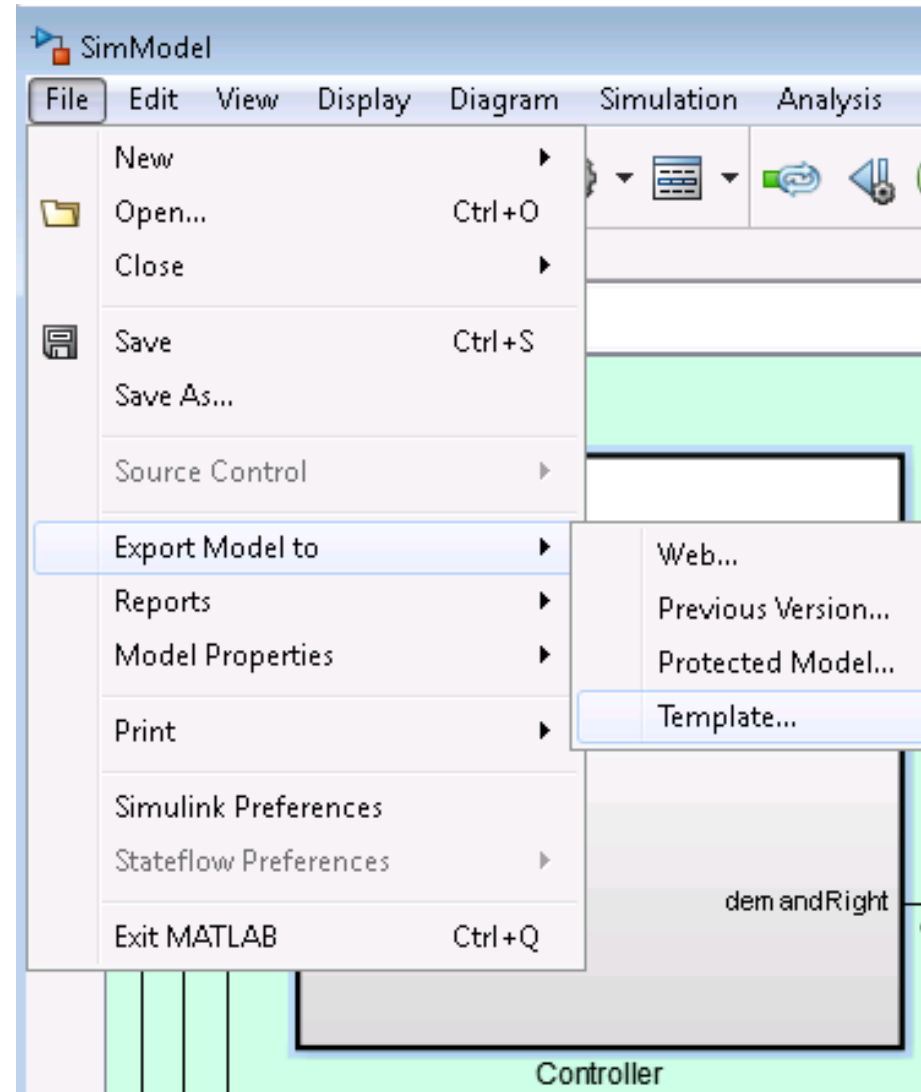 SimModel
File Edit View Display Diagram Simulation Analysis
New
Open... Ctrl+O
Close
Save Ctrl+S
Save As...
Source Control
Export Model to
Web...
Previous Version...
Protected Model...
Template...
Reports
Model Properties
Print
Simulink Preferences
Stateflow Preferences
Exit MATLAB Ctrl+Q
demandRight
Controller